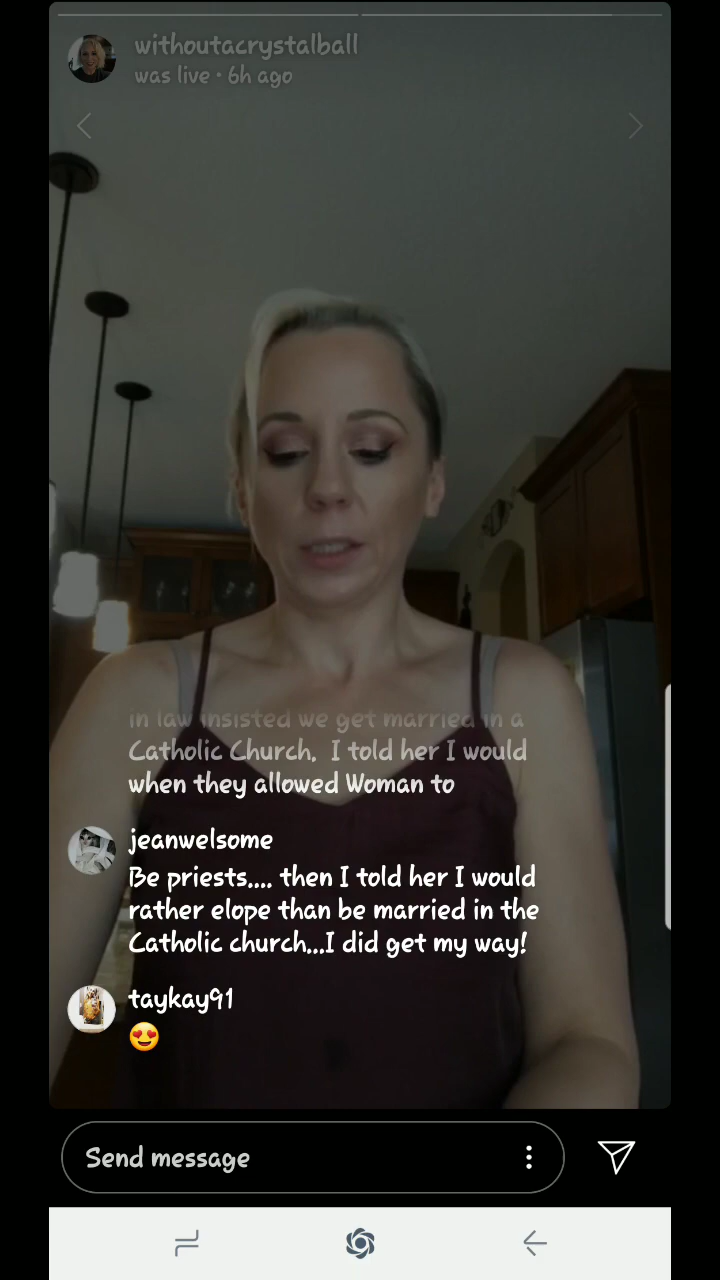 withoutacrystalball
was live • 6h ago
in law insisted we get married in a
Catholic Church. I told her I would
when they allowed Woman to
jeanwelsome
Be priests.... then I told her I would
rather elope than be married in the
Catholic church...I did get my way!
taykay91
😍
Send message